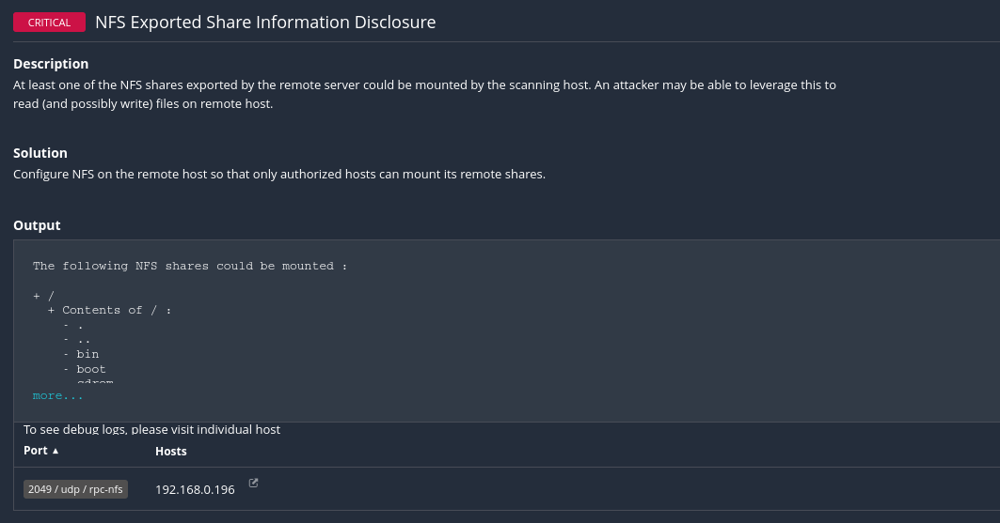 CRITICAL NFS Exported Share Information Disclosure
Description
At least one of the NFS shares exported by the remote server could be mounted by the scanning host. An attacker may be able to leverage this to
read (and possibly write) files on remote host.
Solution
Configure NFS on the remote host so that only authorized hosts can mount its remote shares.
Output
The following NFS shares could be mounted :
+ /
+ Contents of / :
- .
- ..
- bin
- boot
- cdrom
more...
To see debug logs, please visit individual host
Port ▲ Hosts
2049 / udp / rpc-nfs 192.168.0.196